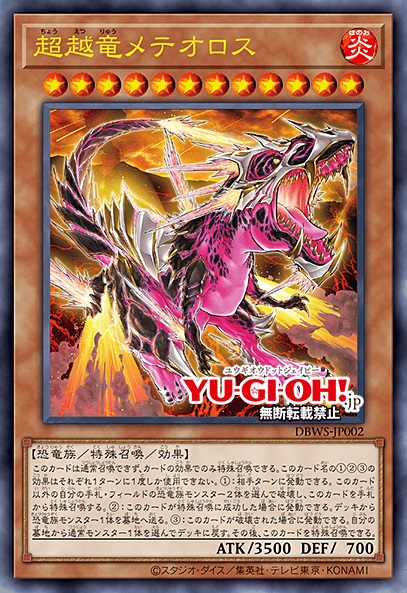 ちょう えつ りゅう
超越竜メテオロス
ほのお
炎
ユウギオウドットジェイピー
YU-GI-OH!.jp
無断転載禁止
DBWS-JP002
【恐竜族／特殊召喚／効果】
このカードは通常召喚できず、カードの効果でのみ特殊召喚できる。このカード名の①②③の
効果はそれぞれ1ターンに1度しか使用できない。①：相手ターンに発動できる。このカード
以外の自分の手札・フィールドの恐竜族モンスター2体を選んで破壊し、このカードを手札
から特殊召喚する。②：このカードが特殊召喚に成功した場合に発動できる。デッキから
恐竜族モンスター1体を墓地へ送る。③：このカードが破壊された場合に発動できる。自分の
墓地から通常モンスター1体を選んでデッキに戻す。その後、このカードを特殊召喚する。
ATK/3500 DEF/ 700
©スタジオ・ダイス／集英社・テレビ東京・KONAMI